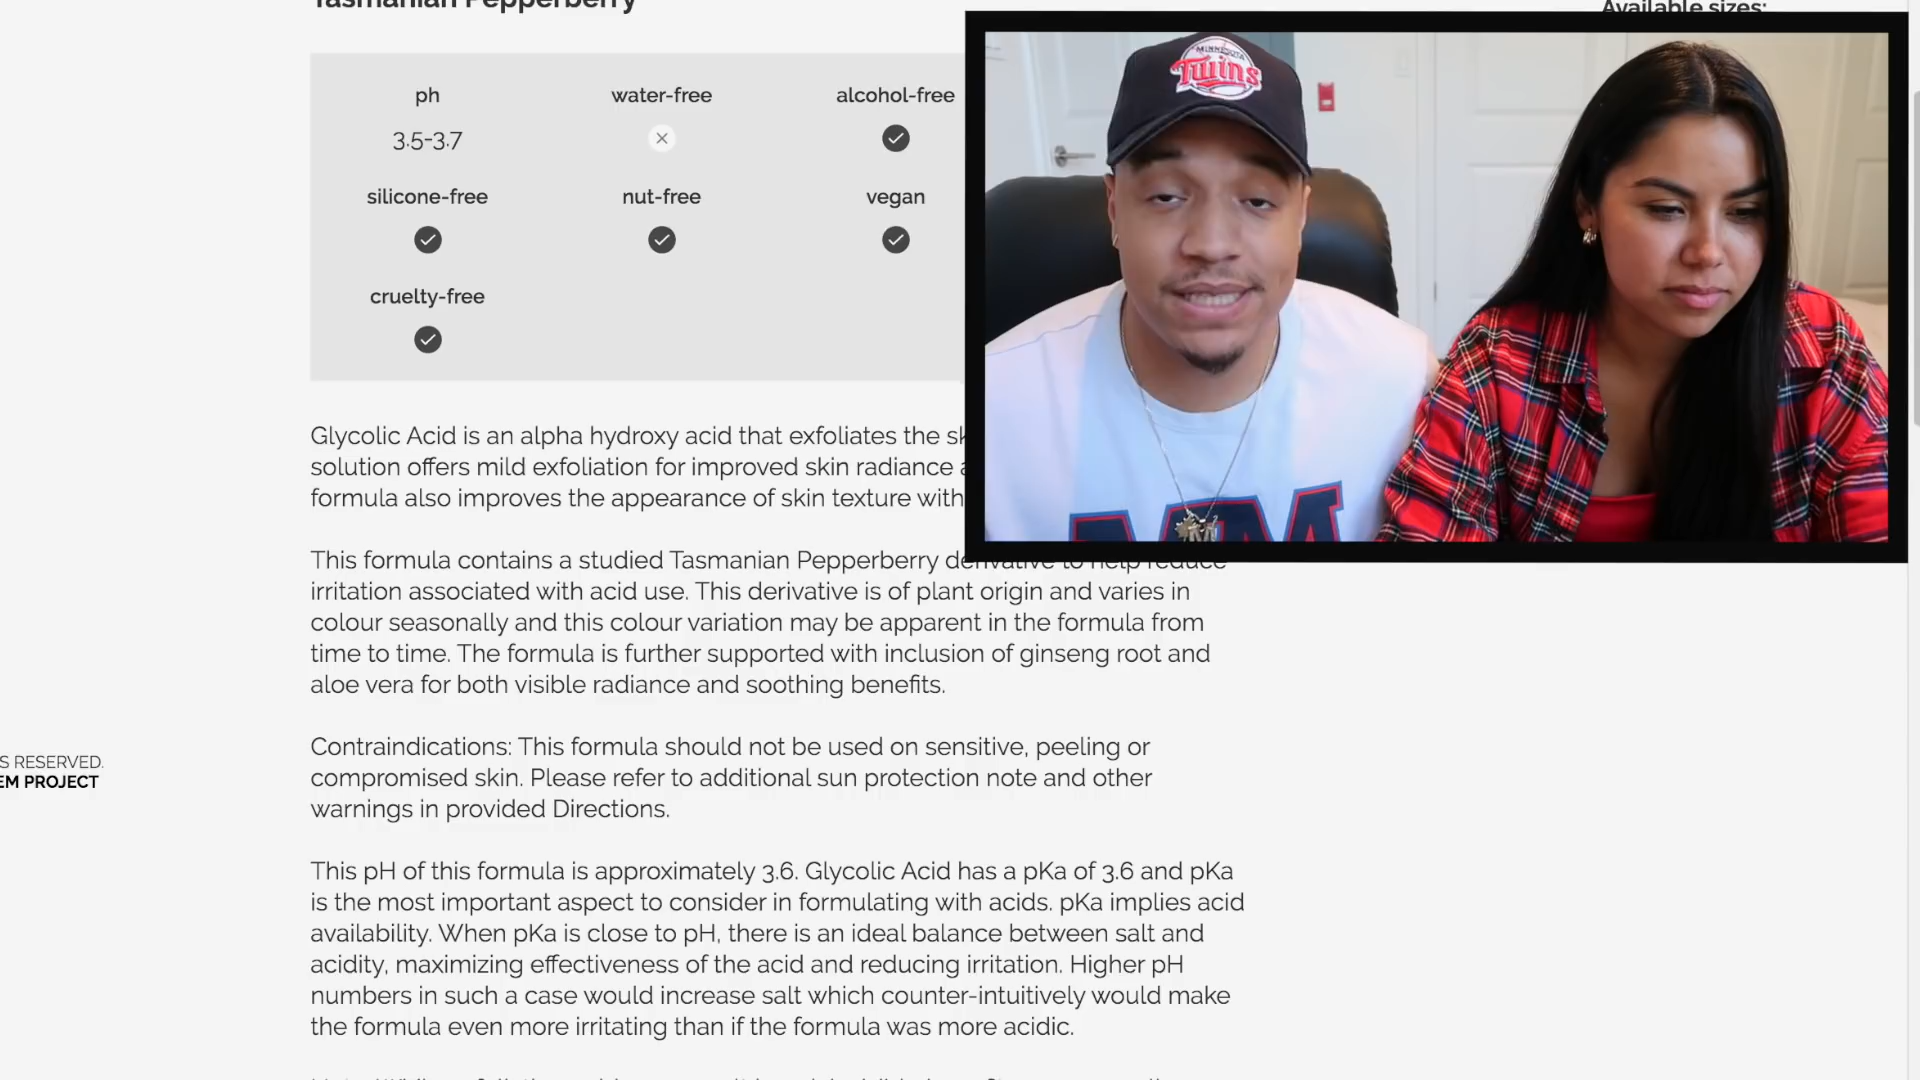 Tasmanian Pepperberry
Available sizes:
ph
water-free
alcohol-free
3.5-3.7
silicone-free
nut-free
vegan
cruelty-free
Glycolic Acid is an alpha hydroxy acid that exfoliates the
solution offers mild exfoliation for improved skin radiance
formula also improves the appearance of skin texture with
This formula contains a studied Tasmanian Pepperberry derivative to help reduce
irritation associated with acid use. This derivative is of plant origin and varies in
colour seasonally and this colour variation may be apparent in the formula from
time to time. The formula is further supported with inclusion of ginseng root and
aloe vera for both visible radiance and soothing benefits.
Contraindications: This formula should not be used on sensitive, peeling or
compromised skin. Please refer to additional sun protection note and other
warnings in provided Directions.
This pH of this formula is approximately 3.6. Glycolic Acid has a pKa of 3.6 and pKa
is the most important aspect to consider in formulating with acids. pKa implies acid
availability. When pKa is close to pH, there is an ideal balance between salt and
acidity, maximizing effectiveness of the acid and reducing irritation. Higher pH
numbers in such a case would increase salt which counter-intuitively would make
the formula even more irritating than if the formula was more acidic.
S RESERVED.
EM PROJECT
MINNESOTA
Twins